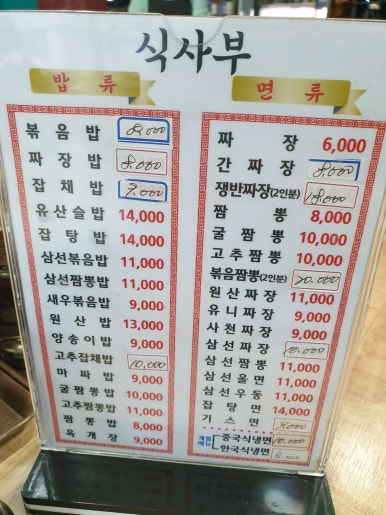 식사부
밥 류
볶 음 밥 8,000
짜 장 밥 8,000
잡 채 밥
유 산 슬 밥 14,000
잡 탕 밥 14,000
삼선볶음밥 11,000
삼선짬뽕밥 11,000
새우볶음밥 9,000
원 산 밥 13,000
양 송 이 밥 9,000
고추잡채밥 10,000
마 파 밥 9,000
굴 짬 뽕 밥 10,000
고추짬뽕밥 11,000
짬 뽕 밥 8,000
육 개 장 9,000
면 류
짜 장 6,000
간 짜 장 8,000
쟁반짜장(2인분) 18,000
짬 뽕 8,000
굴 짬 뽕 10,000
고 추 짬 뽕 10,000
볶음짬뽕(2인분) 20,000
원 산 짜 장 11,000
유 니 짜 장 9,000
사 천 짜 장 9,000
삼 선 짜 장 10,000
삼 선 짬 뽕 11,000
삼 선 울 면 11,000
삼 선 우 동 11,000
잡 탕 면 14,000
기 스 면
중국식냉면 10,000
한국식냉면